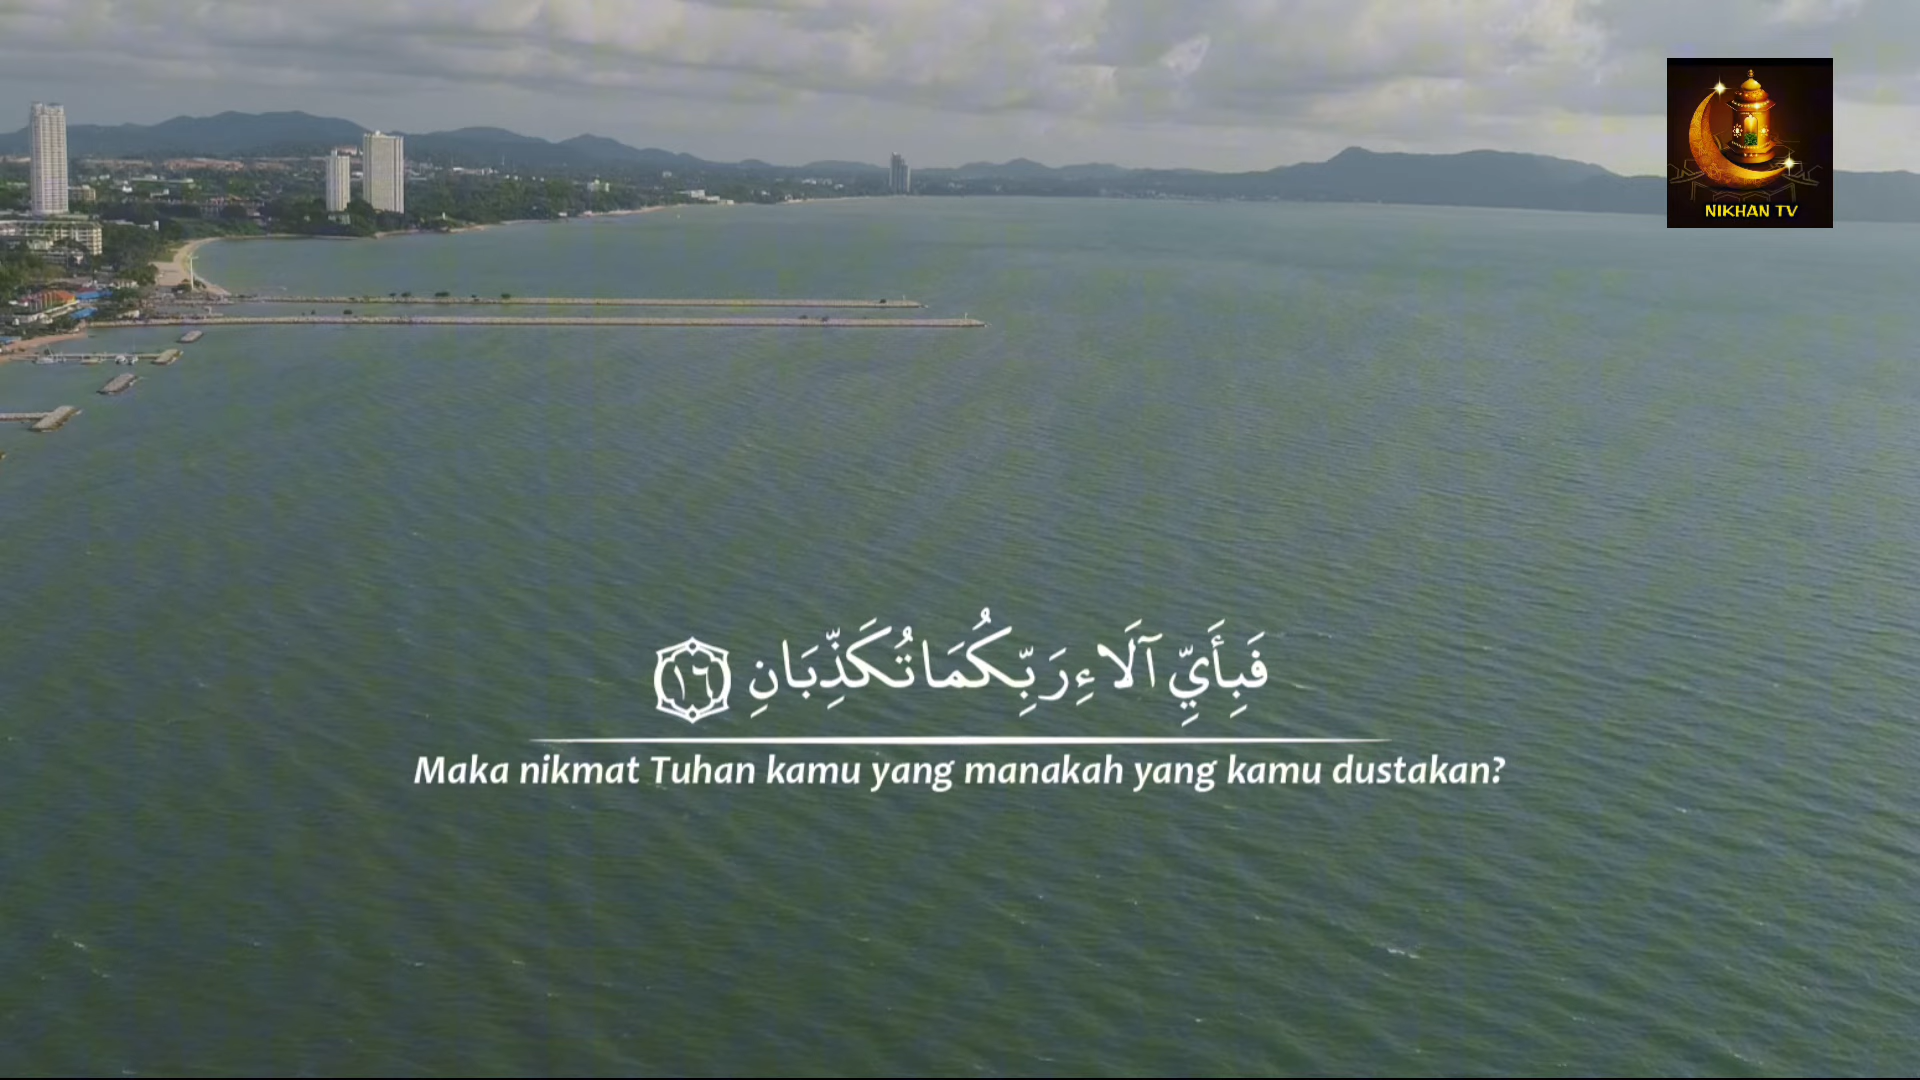 NIKHAN TV
فَبِأَيِّ آلَاءِ رَبِّكُمَا تُكَذِّبَانِ ١٦
Maka nikmat Tuhan kamu yang manakah yang kamu dustakan?